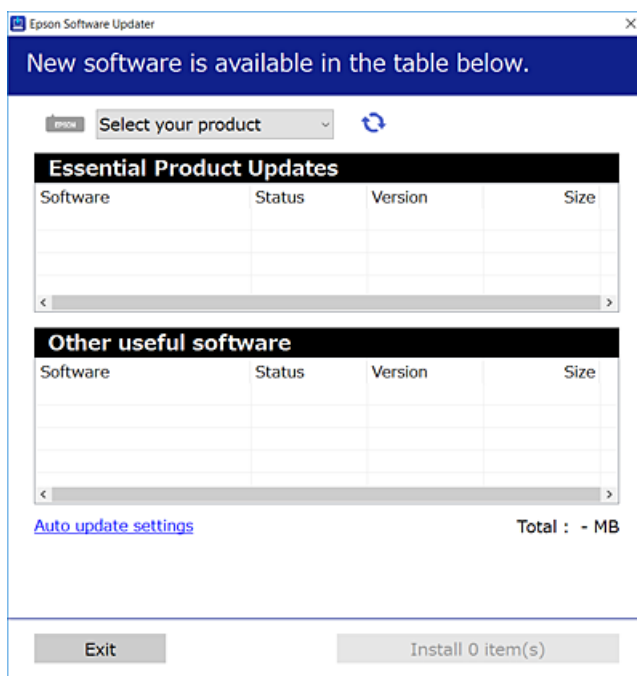 Epson Software Updater
New software is available in the table below.
EPSON Select your product
Essential Product Updates
Software Status Version Size
Other useful software
Software Status Version Size
Auto update settings Total : - MB
Exit Install 0 item(s)